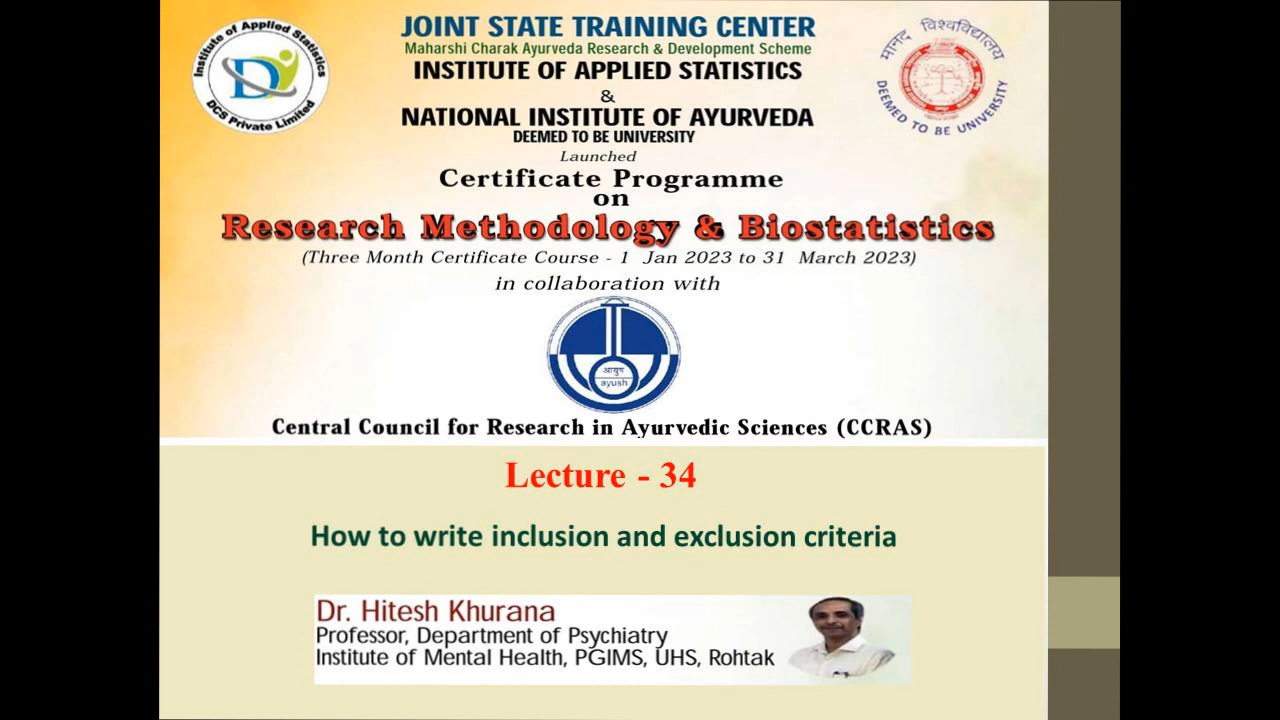 Institute of Applied Statistics
DCS Private Limited
JOINT STATE TRAINING CENTER
Maharshi Charak Ayurveda Research & Development Scheme
INSTITUTE OF APPLIED STATISTICS
&
NATIONAL INSTITUTE OF AYURVEDA
DEEMED TO BE UNIVERSITY
मानद विश्वविद्यालय
DEEMED TO BE UNIVERSITY
Launched
Certificate Programme
on
Research Methodology & Biostatistics
(Three Month Certificate Course - 1 Jan 2023 to 31 March 2023)
in collaboration with
आयुष
ayush
Central Council for Research in Ayurvedic Sciences (CCRAS)
Lecture - 34
How to write inclusion and exclusion criteria
Dr. Hitesh Khurana
Professor, Department of Psychiatry
Institute of Mental Health, PGIMS, UHS, Rohtak